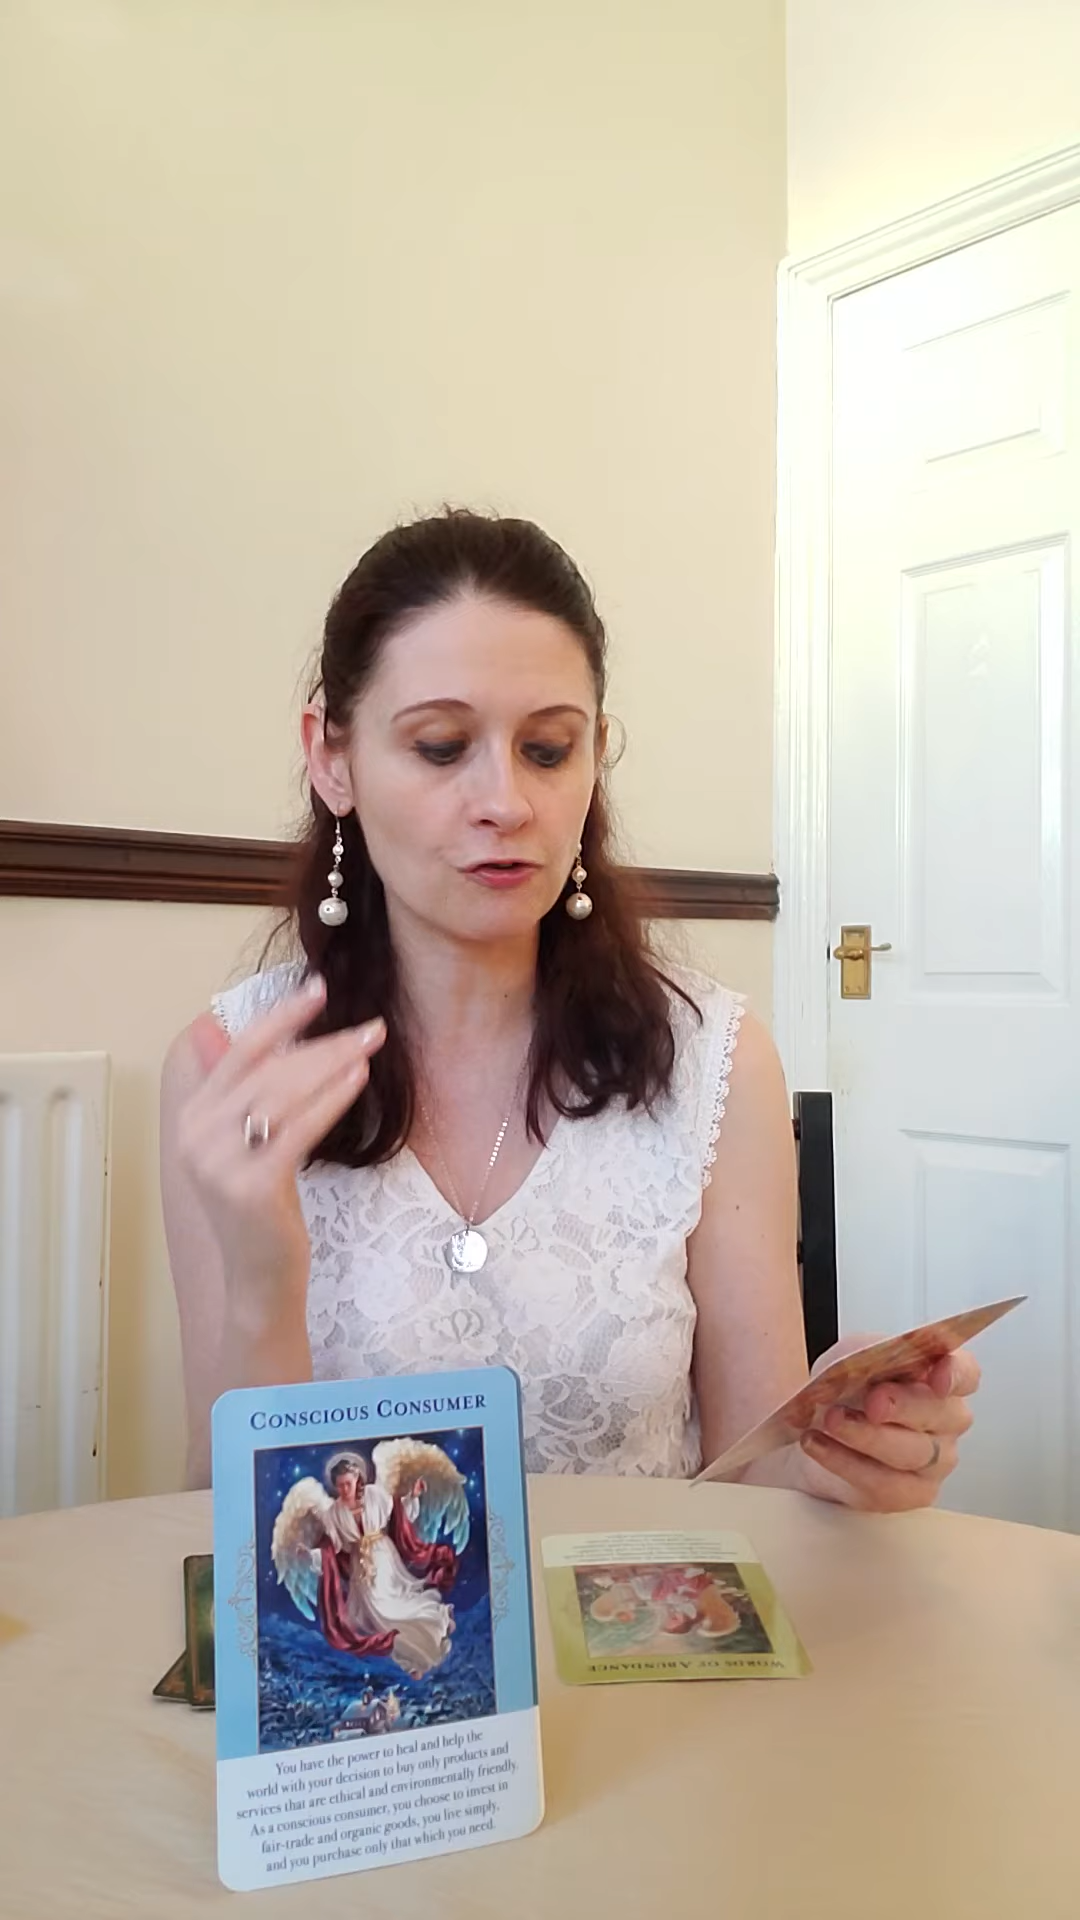 CONSCIOUS CONSUMER
You have the power to heal and help the
world with your decision to buy only products and
services that are ethical and environmentally friendly.
As a conscious consumer, you choose to invest in
fair-trade and organic goods, you live simply,
and you purchase only that which you need.
WORDS OF ABUNDANCE